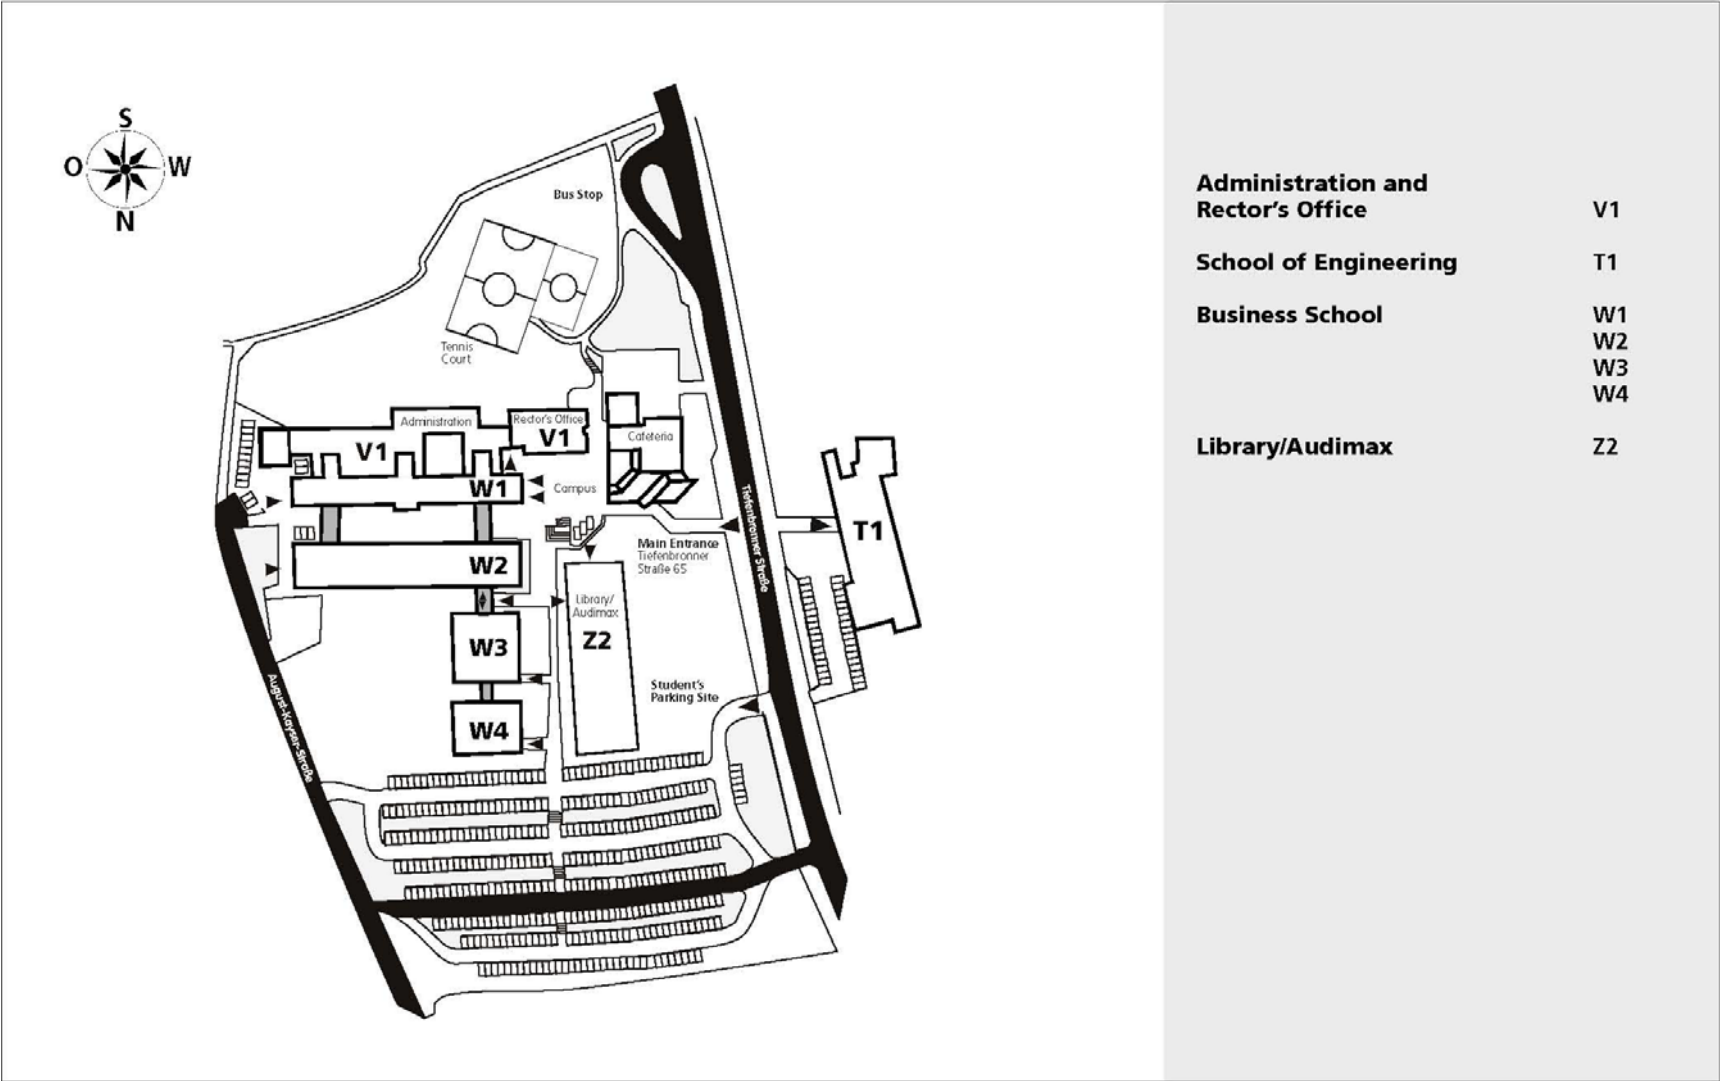 S
O
W
N
Bus Stop
Tennis
Court
Administration
Rector's Office
V1
V1
Cafeteria
W1
Campus
W2
Main Entrance
Tiefenbronner
Straße 65
Tiefenbronner Straße
T1
Library/
Audimax
Z2
W3
Student's
Parking Site
W4
August-Kayser-Straße
Administration and
Rector's Office V1
School of Engineering T1
Business School W1
W2
W3
W4
Library/Audimax Z2